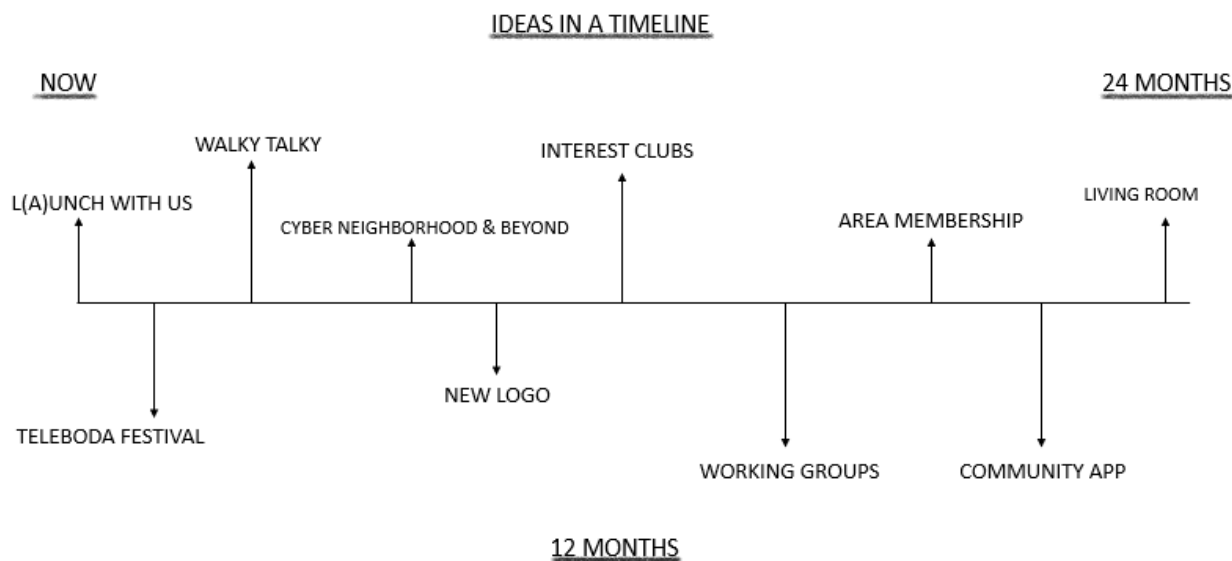 IDEAS IN A TIMELINE
NOW
24 MONTHS
WALKY TALKY
INTEREST CLUBS
L(A)UNCH WITH US
LIVING ROOM
CYBER NEIGHBORHOOD & BEYOND
AREA MEMBERSHIP
NEW LOGO
TELEBODA FESTIVAL
WORKING GROUPS
COMMUNITY APP
12 MONTHS